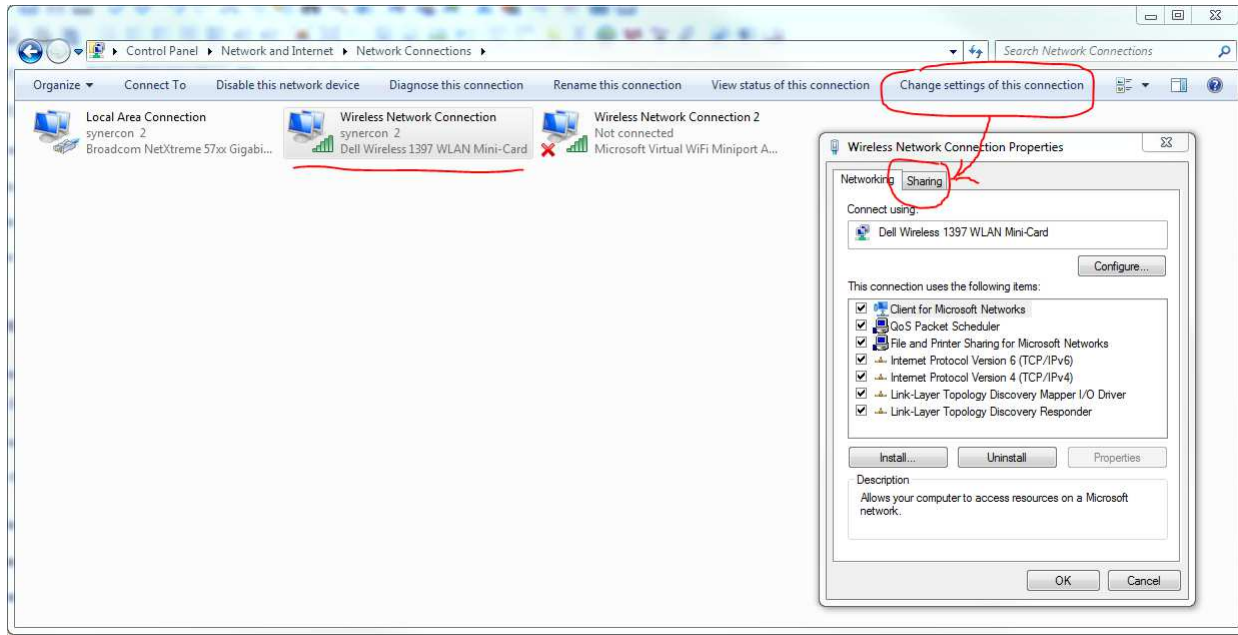 Control Panel Network and Internet Network Connections
Search Network Connections
Organize Connect To Disable this network device Diagnose this connection Rename this connection View status of this connection Change settings of this connection
Local Area Connection
synercon 2
Broadcom NetXtreme 57xx Gigabi...
Wireless Network Connection
synercon 2
Dell Wireless 1397 WLAN Mini-Card
Wireless Network Connection 2
Not connected
Microsoft Virtual WiFi Miniport A...
Wireless Network Connection Properties
Networking Sharing
Connect using:
Dell Wireless 1397 WLAN Mini-Card
Configure...
This connection uses the following items:
Client for Microsoft Networks
QoS Packet Scheduler
File and Printer Sharing for Microsoft Networks
Internet Protocol Version 6 (TCP/IPv6)
Internet Protocol Version 4 (TCP/IPv4)
Link-Layer Topology Discovery Mapper I/O Driver
Link-Layer Topology Discovery Responder
Install... Uninstall Properties
Description
Allows your computer to access resources on a Microsoft
network.
OK Cancel